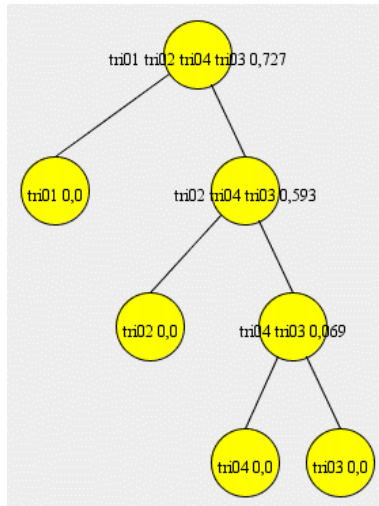 tri01 tri02 tri04 tri03 0,727
tri01 0,0
tri02 tri04 tri03 0,593
tri02 0,0
tri04 tri03 0,069
tri04 0,0
tri03 0,0